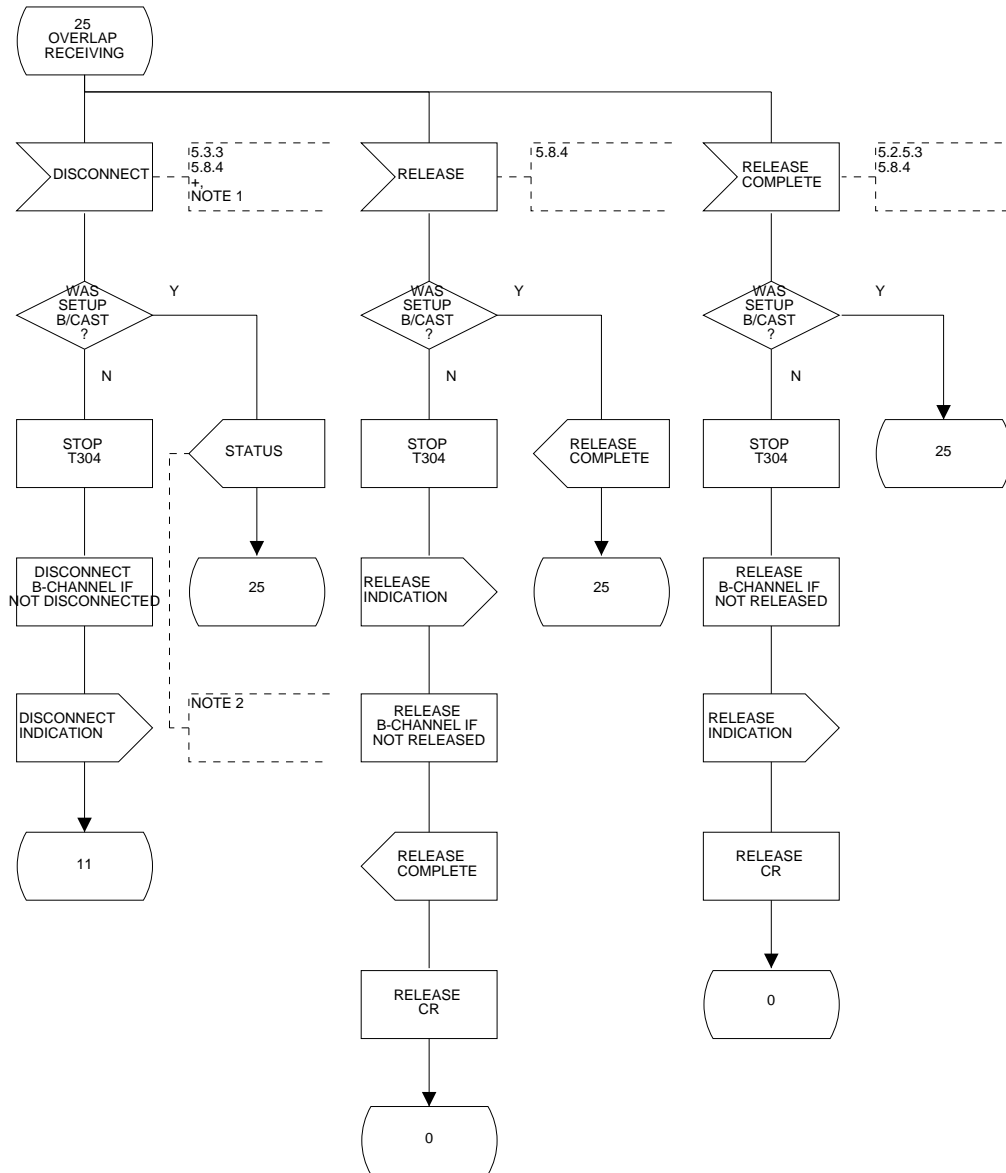 25
OVERLAP
RECEIVING
DISCONNECT
5.3.3
5.8.4
+,
NOTE 1
RELEASE
5.8.4
RELEASE
COMPLETE
5.2.5.3
5.8.4
WAS
SETUP
B/CAST
?
Y
N
WAS
SETUP
B/CAST
?
Y
N
WAS
SETUP
B/CAST
?
Y
N
STOP
T304
STATUS
STOP
T304
RELEASE
COMPLETE
STOP
T304
25
DISCONNECT
B-CHANNEL IF
NOT DISCONNECTED
25
RELEASE
INDICATION
25
RELEASE
B-CHANNEL IF
NOT RELEASED
DISCONNECT
INDICATION
NOTE 2
RELEASE
B-CHANNEL IF
NOT RELEASED
RELEASE
INDICATION
11
RELEASE
COMPLETE
RELEASE
CR
RELEASE
CR
0
0